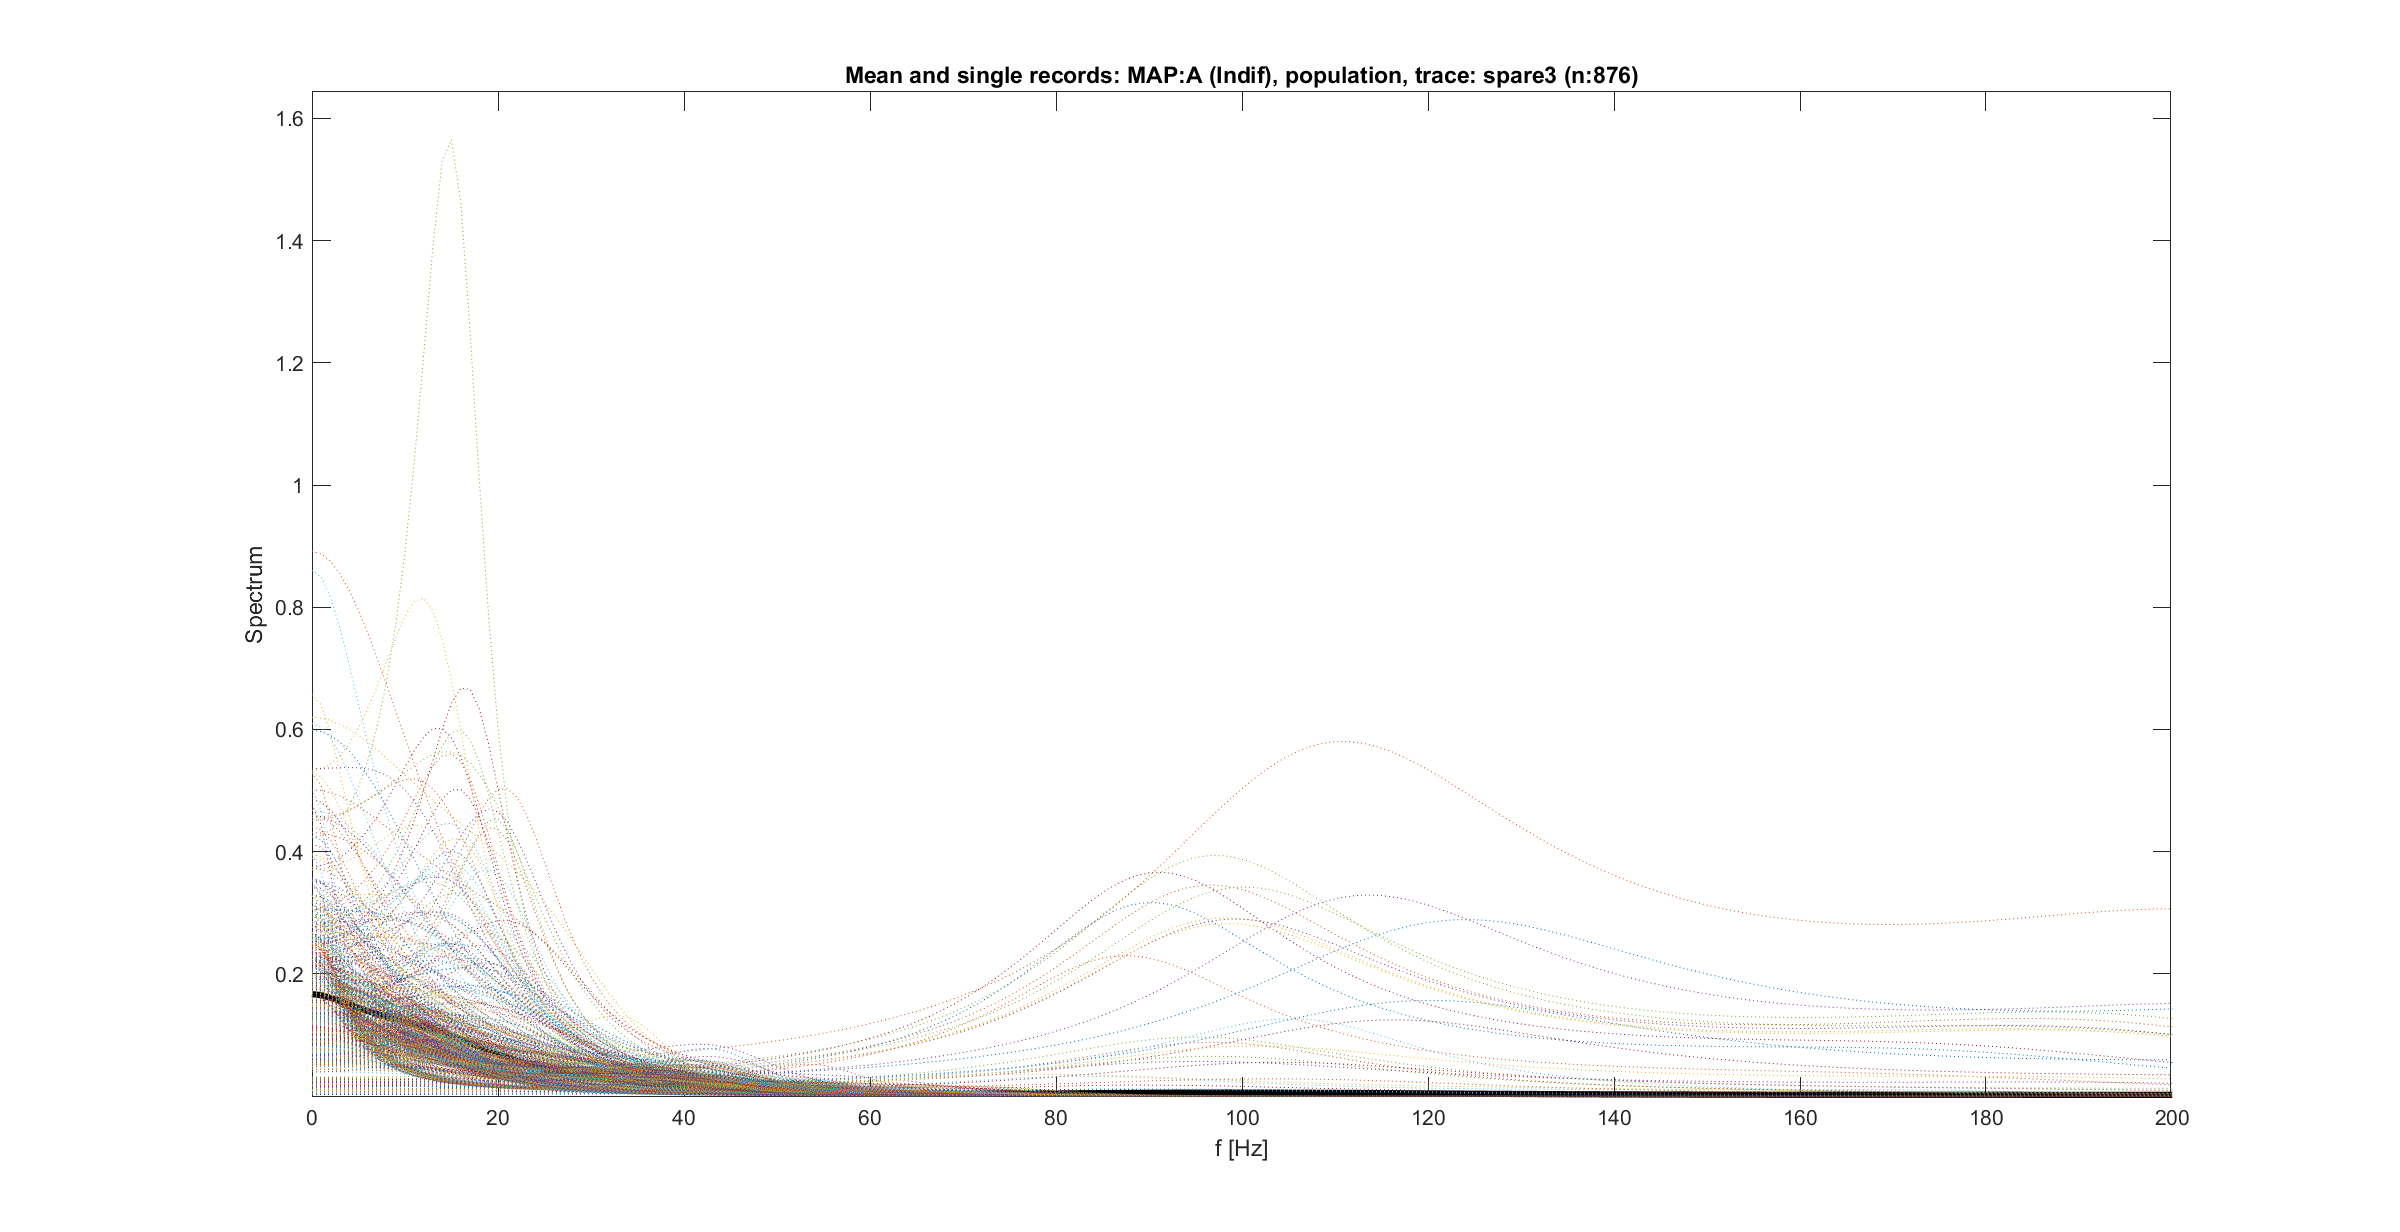 Mean and single records: MAP:A (Indif), population, trace: spare3 (n:876)
1.6
1.4
1.2
1
0.8
0.6
0.4
0.2
Spectrum
0 20 40 60 80 100 120 140 160 180 200
f [Hz]